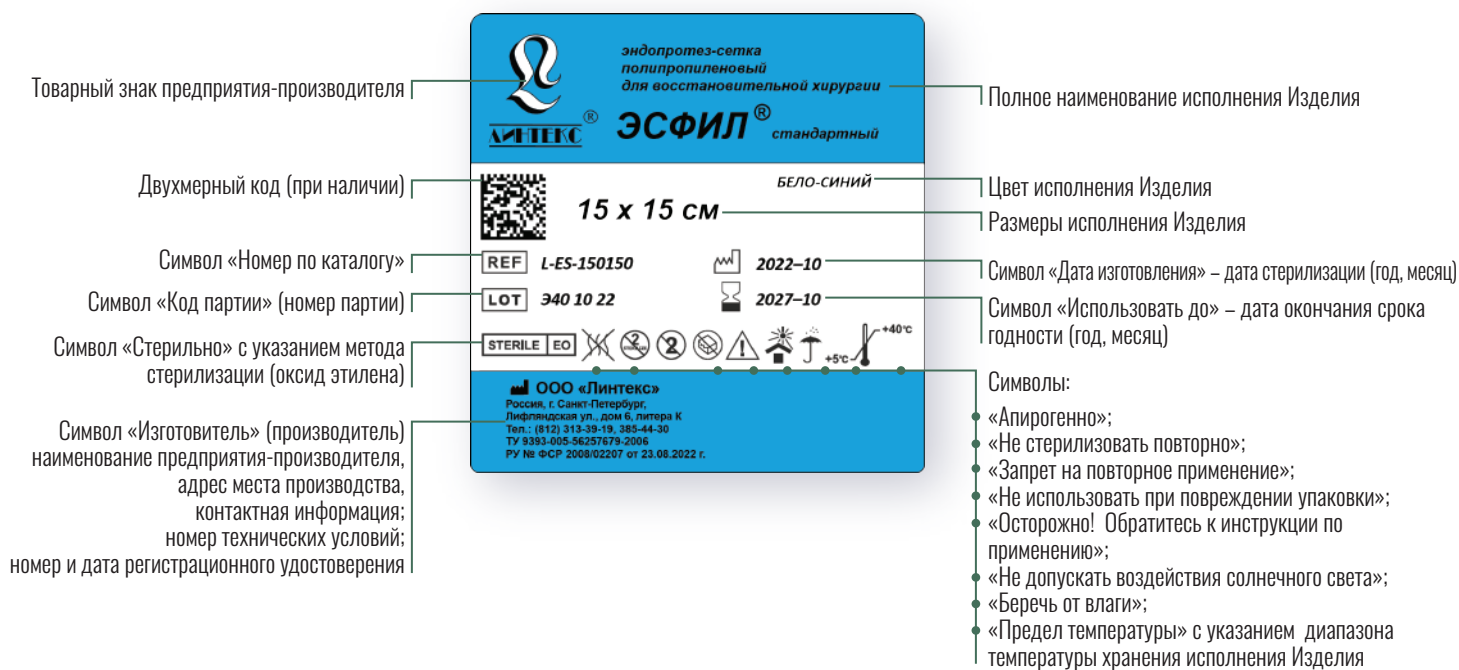 Товарный знак предприятия-производителя
Двухмерный код (при наличии)
Символ «Номер по каталогу»
Символ «Код партии» (номер партии)
Символ «Стерильно» с указанием метода
стерилизации (оксид этилена)
Символ «Изготовитель» (производитель)
наименование предприятия-производителя,
адрес места производства,
контактная информация;
номер технических условий;
номер и дата регистрационного удостоверения
ЛИНТЕКС ®
эндопротез-сетка
полипропиленовый
для восстановительной хирургии
ЭСФИЛ® стандартный
БЕЛО-СИНИЙ
15 х 15 см
REF L-ES-150150
2022–10
LOT Э40 10 22
2027–10
STERILE EO
2
2
+5°C
+40°C
ООО «Линтекс»
Россия, г. Санкт-Петербург,
Лифляндская ул., дом 6, литера К
Тел.: (812) 313-39-19, 385-44-30
ТУ 9393-005-56257679-2006
РУ № ФСР 2008/02207 от 23.08.2022 г.
Полное наименование исполнения Изделия
Цвет исполнения Изделия
Размеры исполнения Изделия
Символ «Дата изготовления» – дата стерилизации (год, месяц)
Символ «Использовать до» – дата окончания срока
годности (год, месяц)
Символы:
«Апирогенно»;
«Не стерилизовать повторно»;
«Запрет на повторное применение»;
«Не использовать при повреждении упаковки»;
«Осторожно! Обратитесь к инструкции по
применению»;
«Не допускать воздействия солнечного света»;
«Беречь от влаги»;
«Предел температуры» с указанием диапазона
температуры хранения исполнения Изделия